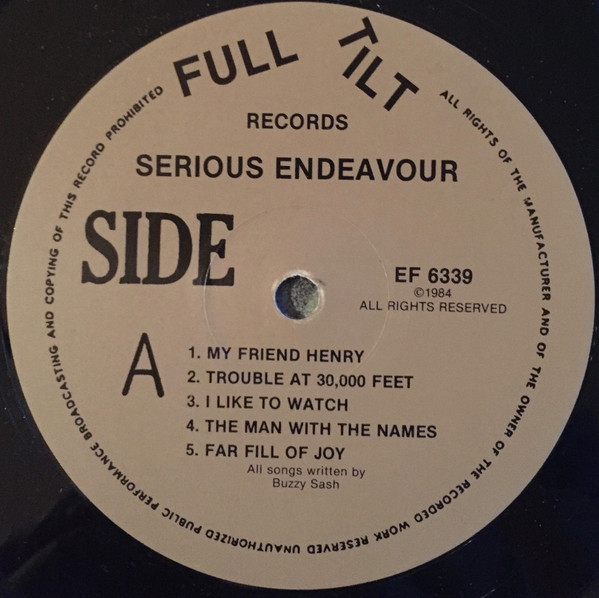 FULL TILT
RECORDS
SERIOUS ENDEAVOUR
SIDE
A
EF 6339
©1984
ALL RIGHTS RESERVED
1. MY FRIEND HENRY
2. TROUBLE AT 30,000 FEET
3. I LIKE TO WATCH
4. THE MAN WITH THE NAMES
5. FAR FILL OF JOY
All songs written by
Buzzy Sash
ALL RIGHTS OF THE MANUFACTURER AND OF THE OWNER OF THE RECORDED WORK RESERVED UNAUTHORIZED PUBLIC PERFORMANCE BROADCASTING AND COPYING OF THIS RECORD PROHIBITED